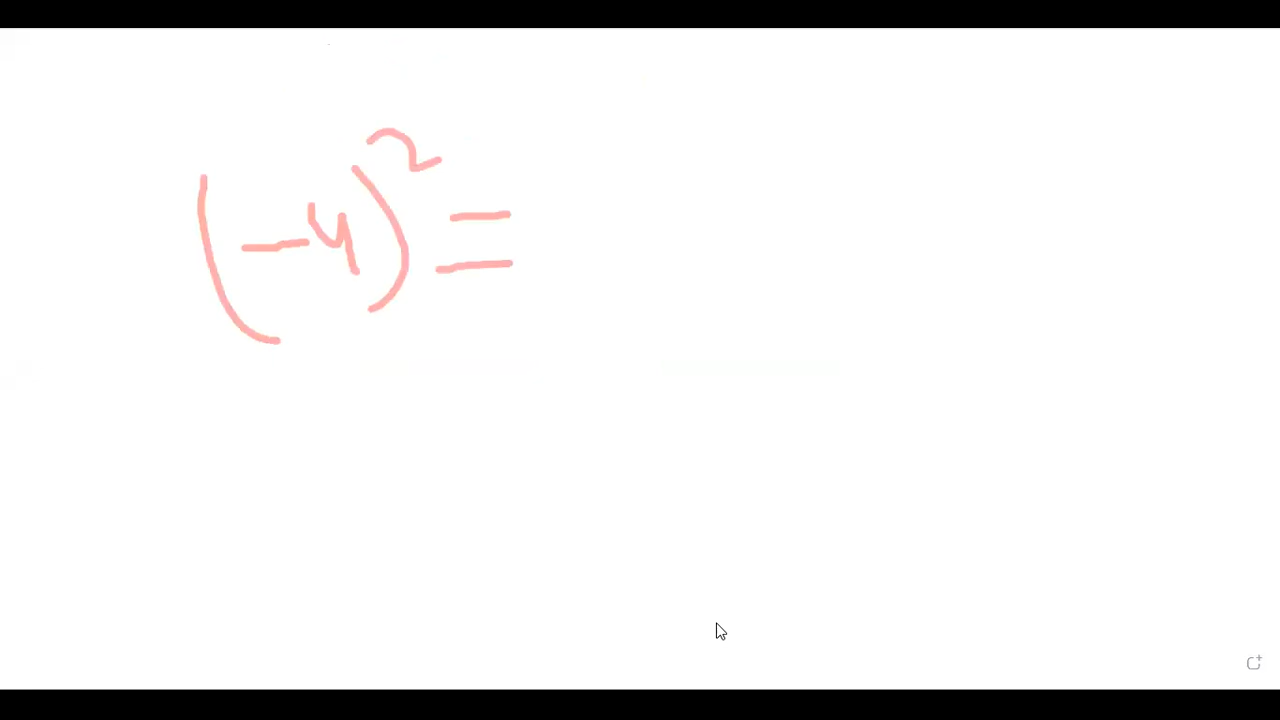 (-4)² =